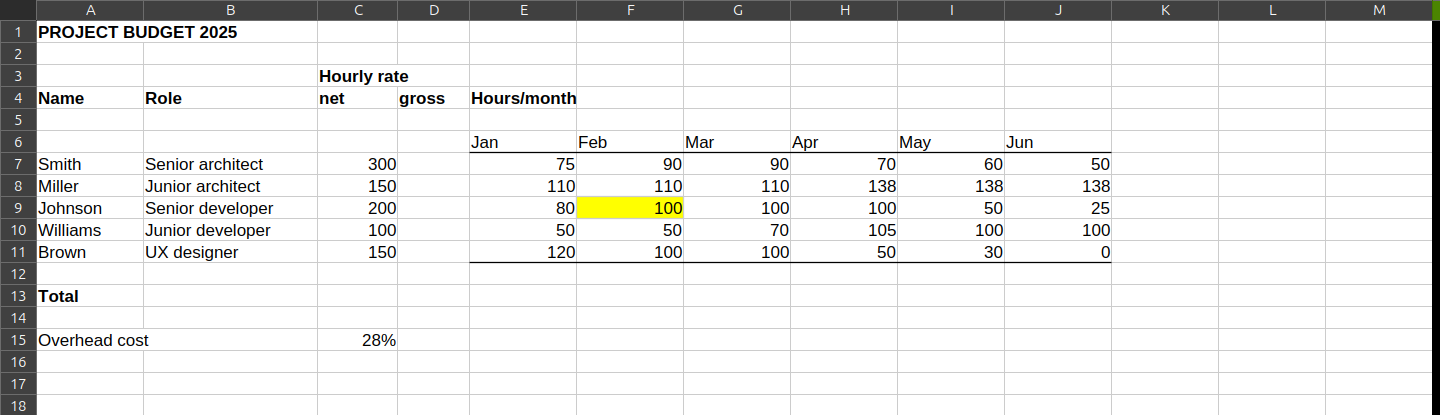 A B C D E F G H I J K L M
1 PROJECT BUDGET 2025
2
3 Hourly rate
4 Name Role net gross Hours/month
5
6 Jan Feb Mar Apr May Jun
7 Smith Senior architect 300 75 90 90 70 60 50
8 Miller Junior architect 150 110 110 110 138 138 138
9 Johnson Senior developer 200 80 100 100 100 50 25
10 Williams Junior developer 100 50 50 70 105 100 100
11 Brown UX designer 150 120 100 100 50 30 0
12
13 Total
14
15 Overhead cost 28%
16
17
18